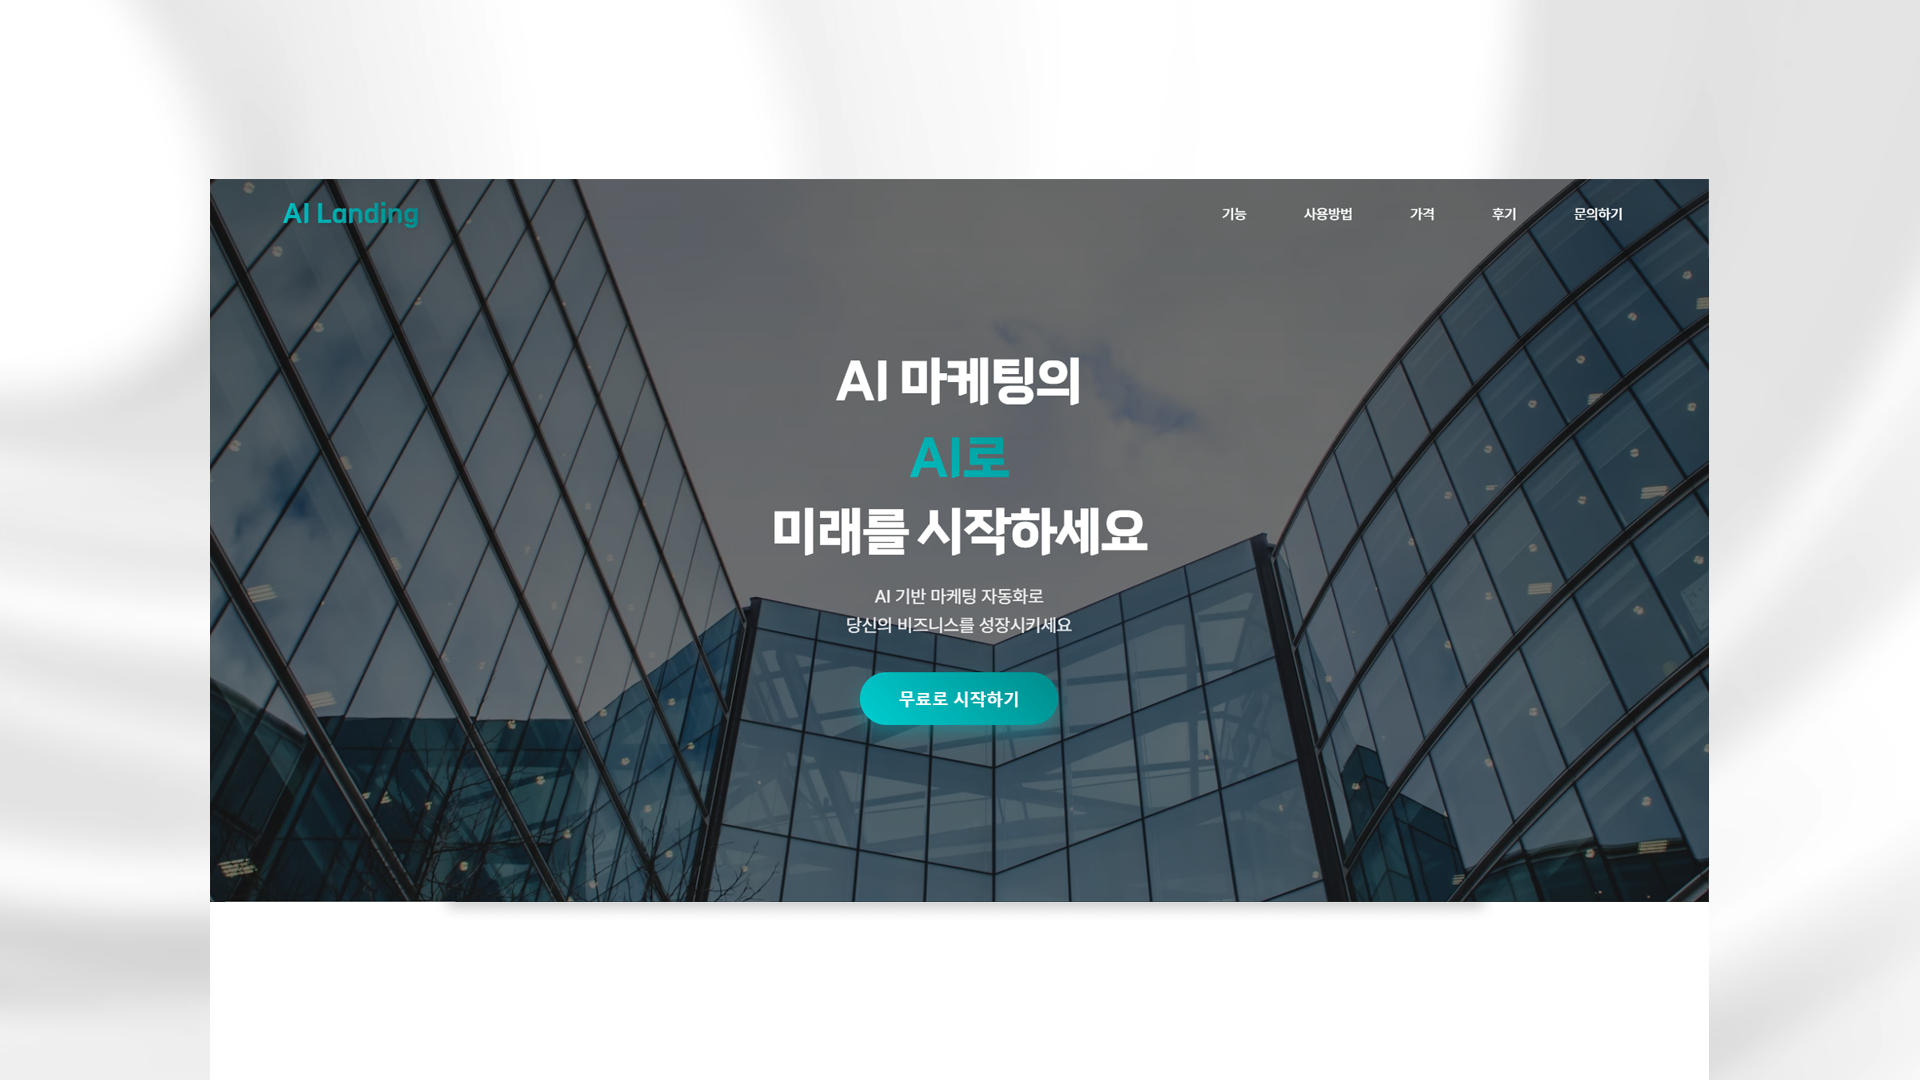 AI Landing
기능 사용방법 가격 후기 문의하기
AI 마케팅의
AI로
미래를 시작하세요
AI 기반 마케팅 자동화로
당신의 비즈니스를 성장시키세요
무료로 시작하기